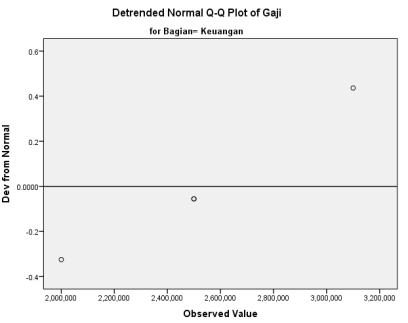 Detrended Normal Q-Q Plot of Gaji
for Bagian= Keuangan
Dev from Normal
0.6
0.4
0.2
0.0000
-0.2
-0.4
2,000,000 2,200,000 2,400,000 2,600,000 2,800,000 3,000,000 3,200,000
Observed Value